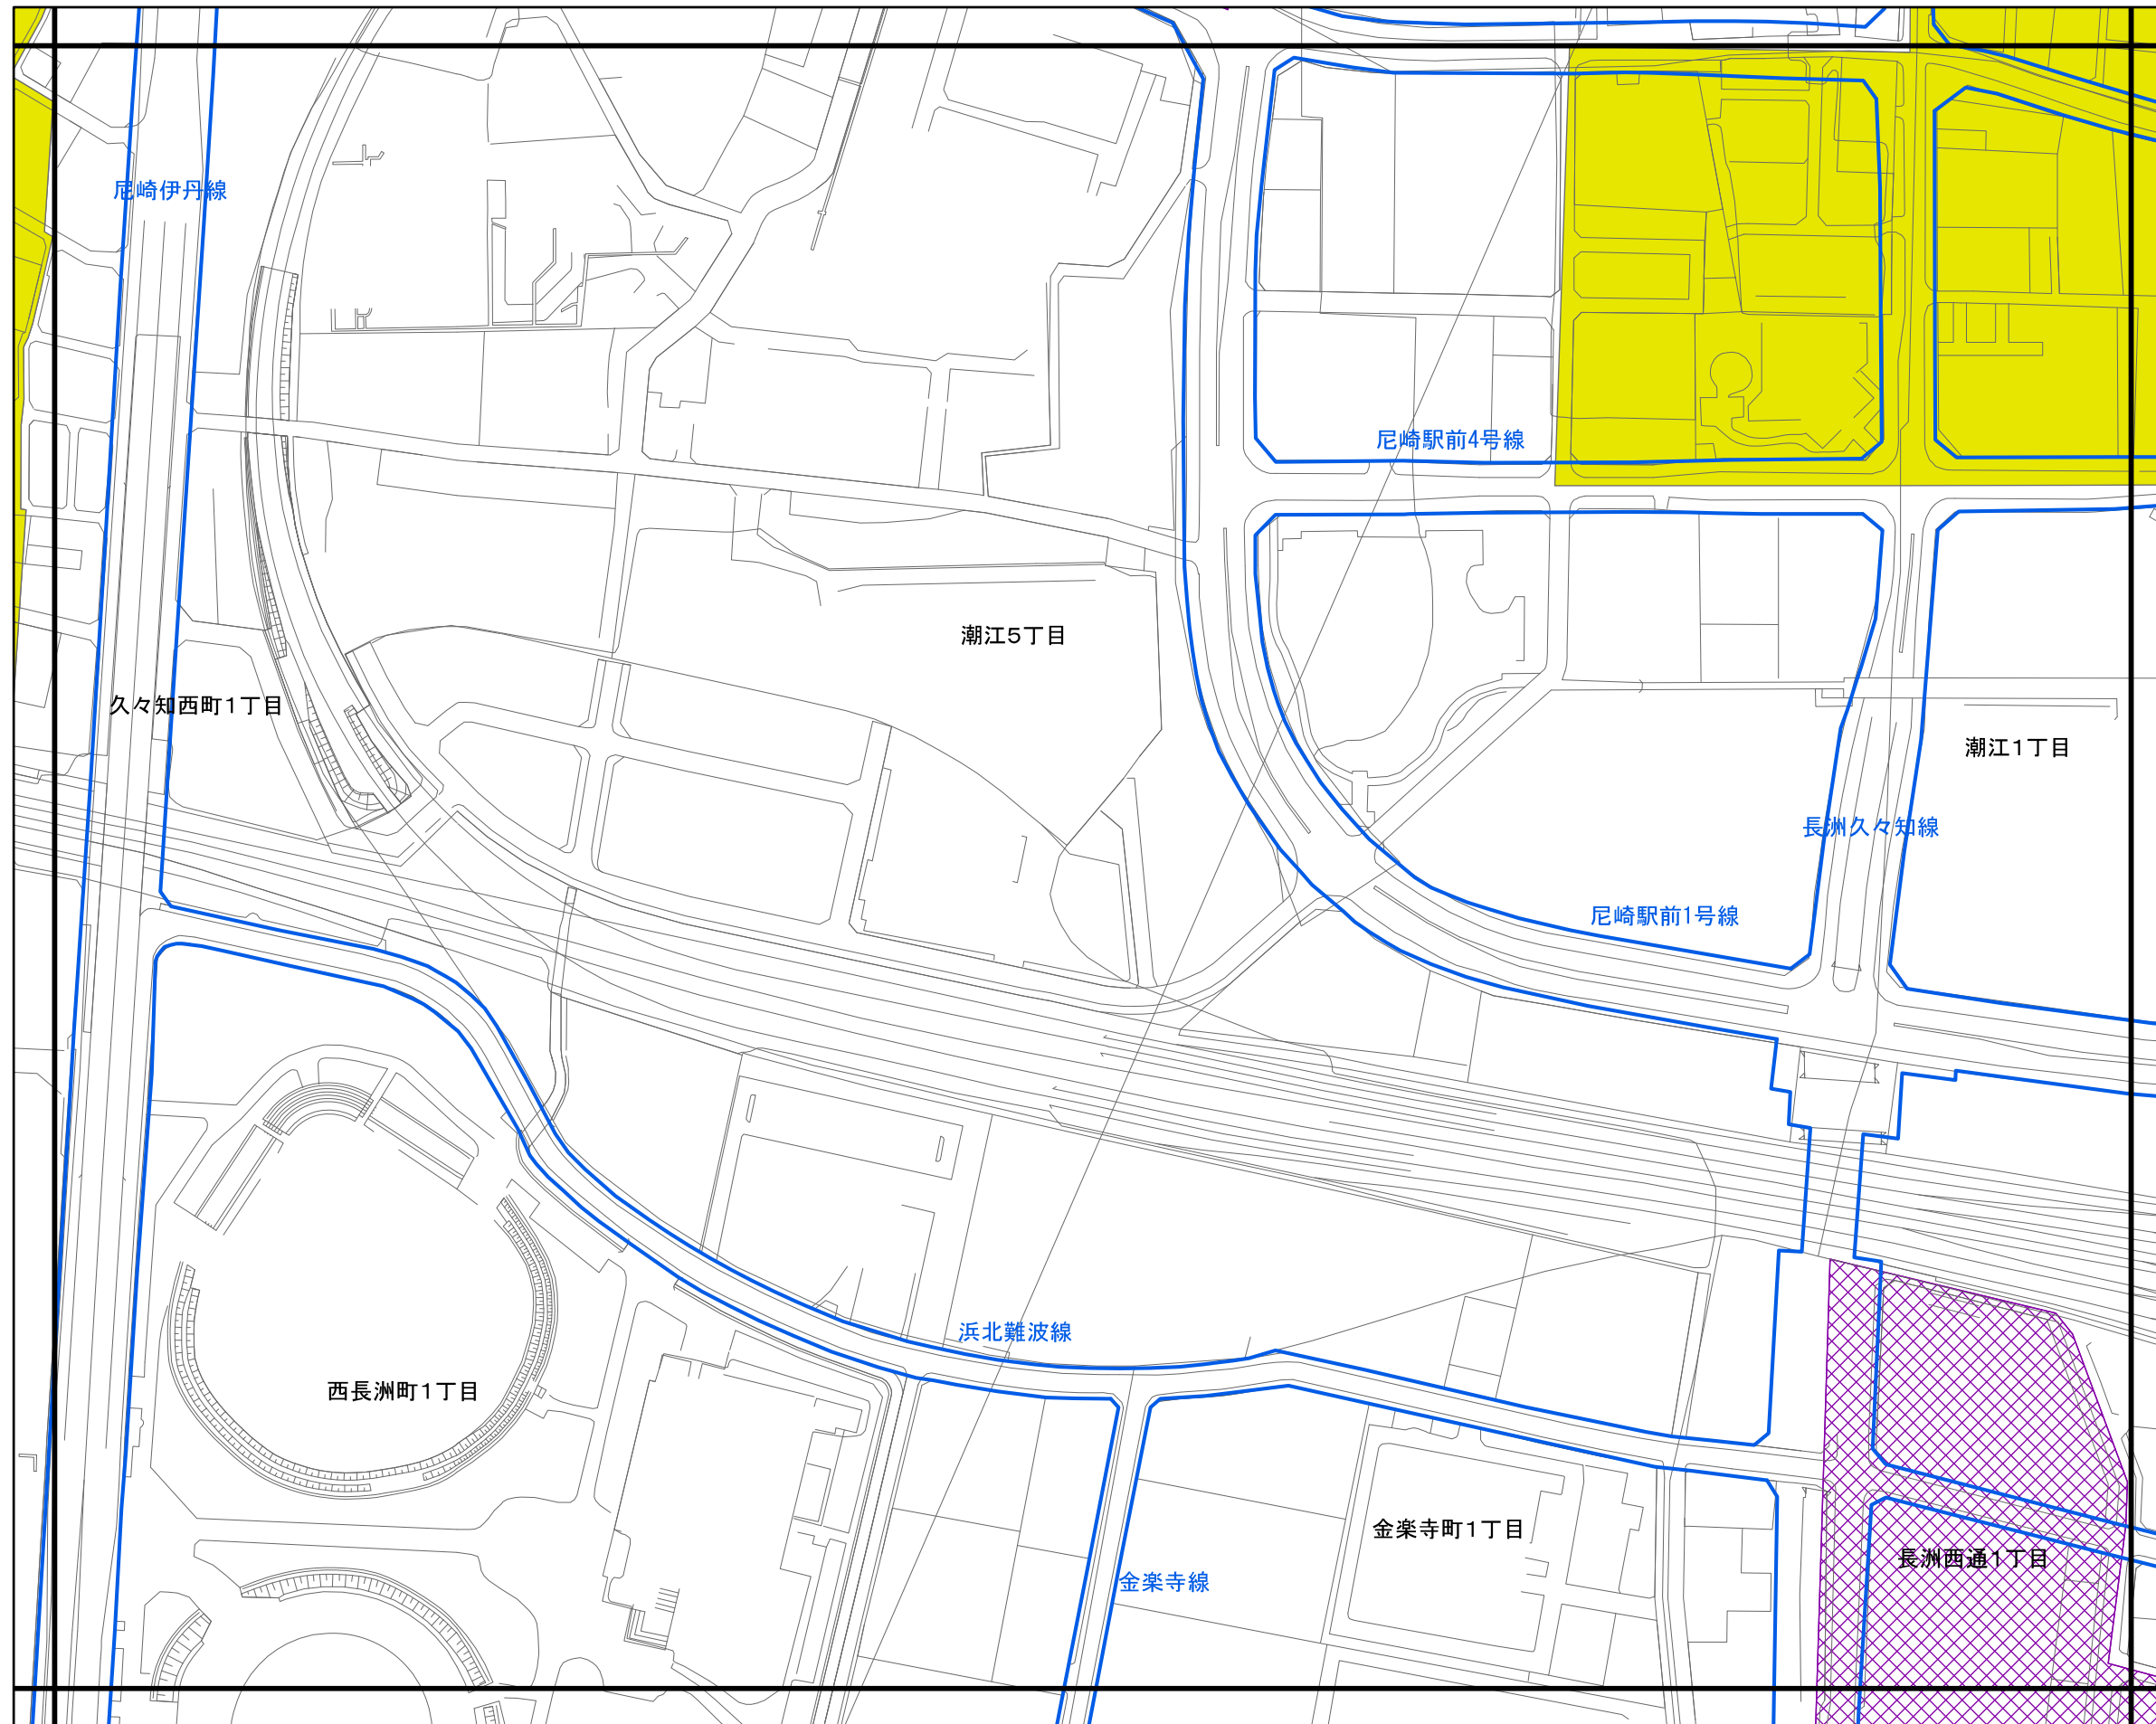 尼崎伊丹線
尼崎駅前4号線
潮江5丁目
久々知西町1丁目
潮江1丁目
長洲久々知線
尼崎駅前1号線
浜北難波線
西長洲町1丁目
金楽寺町1丁目
長洲西通1丁目
金楽寺線